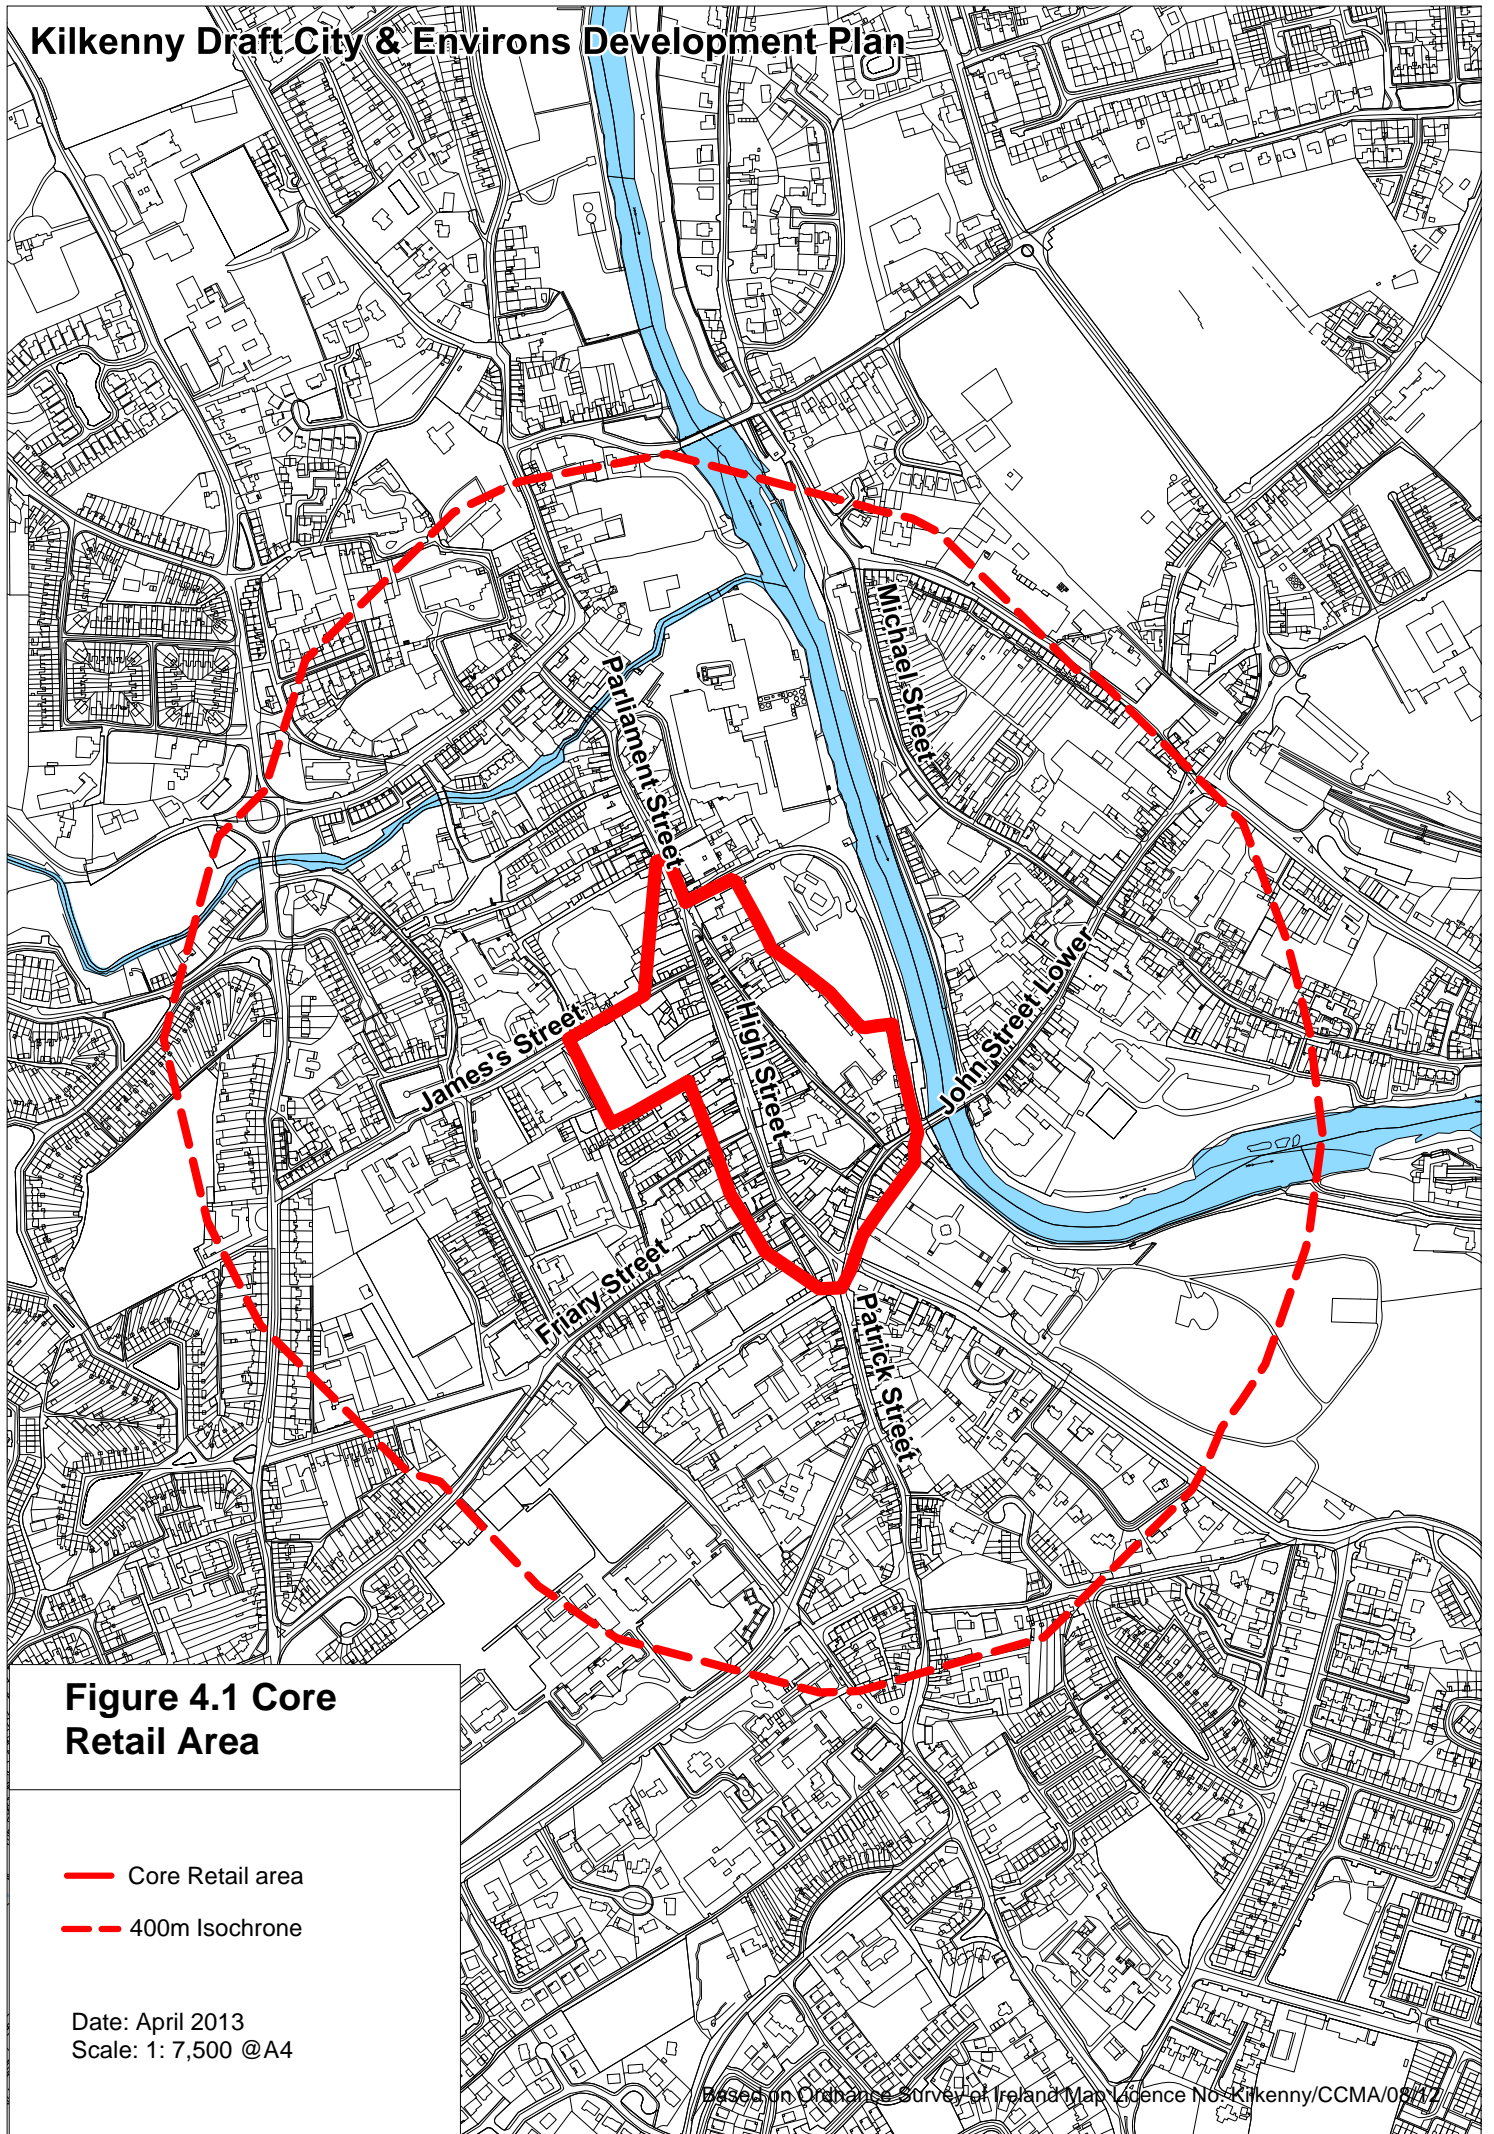 Kilkenny Draft City & Environs Development Plan
Michael Street
Parliament Street
High Street
John Street Lower
James's Street
Friary Street
Patrick Street
Figure 4.1 Core
Retail Area
Core Retail area
400m Isochrone
Date: April 2013
Scale: 1: 7,500 @A4
Based on Ordnance Survey of Ireland Map Licence No. Kilkenny/CCMA/08/12